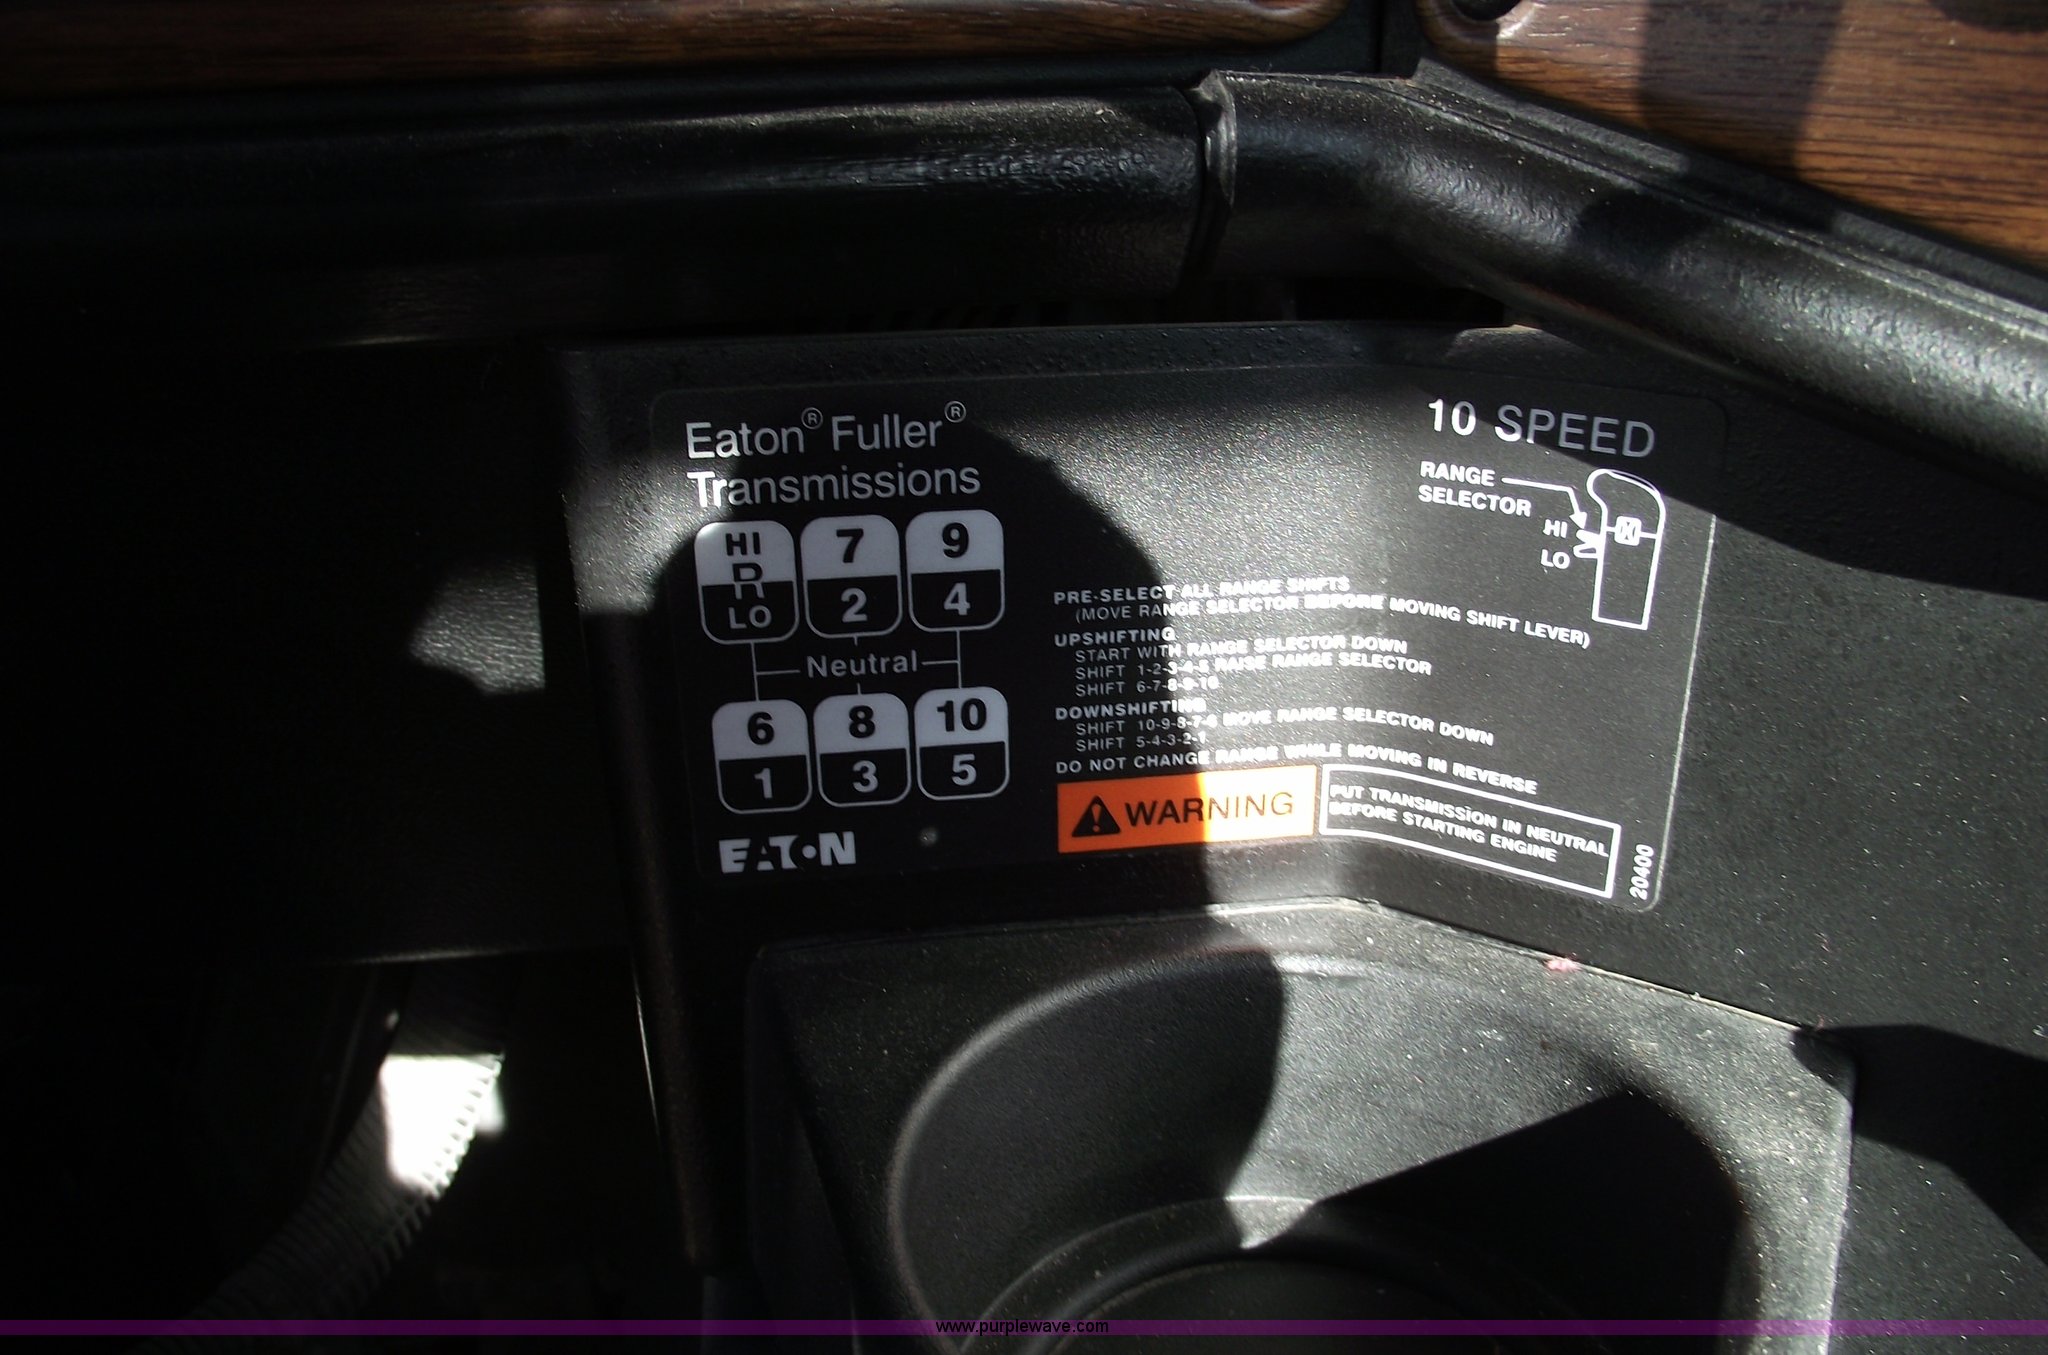 Eaton® Fuller®
Transmissions
HI
R
LO
7
2
9
4
Neutral
6
1
8
3
10
5
EATON
10 SPEED
RANGE
SELECTOR
HI
LO
PRE-SELECT ALL RANGE SHIFTS
(MOVE RANGE SELECTOR BEFORE MOVING SHIFT LEVER)
UPSHIFTING
START WITH RANGE SELECTOR DOWN
SHIFT 1-2-3-4-5 RAISE RANGE SELECTOR
SHIFT 6-7-8-9-10
DOWNSHIFTING
SHIFT 10-9-8-7-6 MOVE RANGE SELECTOR DOWN
SHIFT 5-4-3-2-1
DO NOT CHANGE RANGE WHILE MOVING IN REVERSE
WARNING
PUT TRANSMISSION IN NEUTRAL
BEFORE STARTING ENGINE
20400
www.purplewave.com